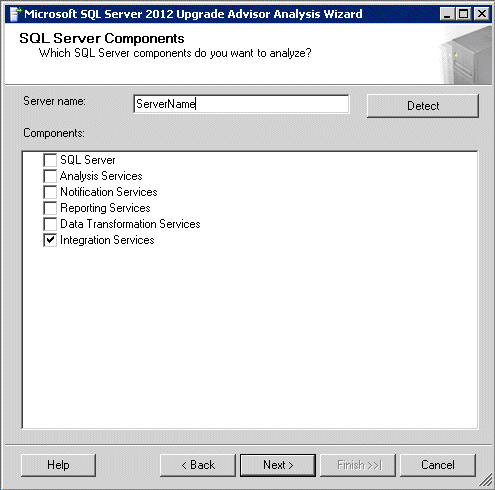 Microsoft SQL Server 2012 Upgrade Advisor Analysis Wizard
SQL Server Components
Which SQL Server components do you want to analyze?
Server name:
ServerName
Detect
Components:
SQL Server
Analysis Services
Notification Services
Reporting Services
Data Transformation Services
Integration Services
Help
< Back
Next >
Finish >>|
Cancel